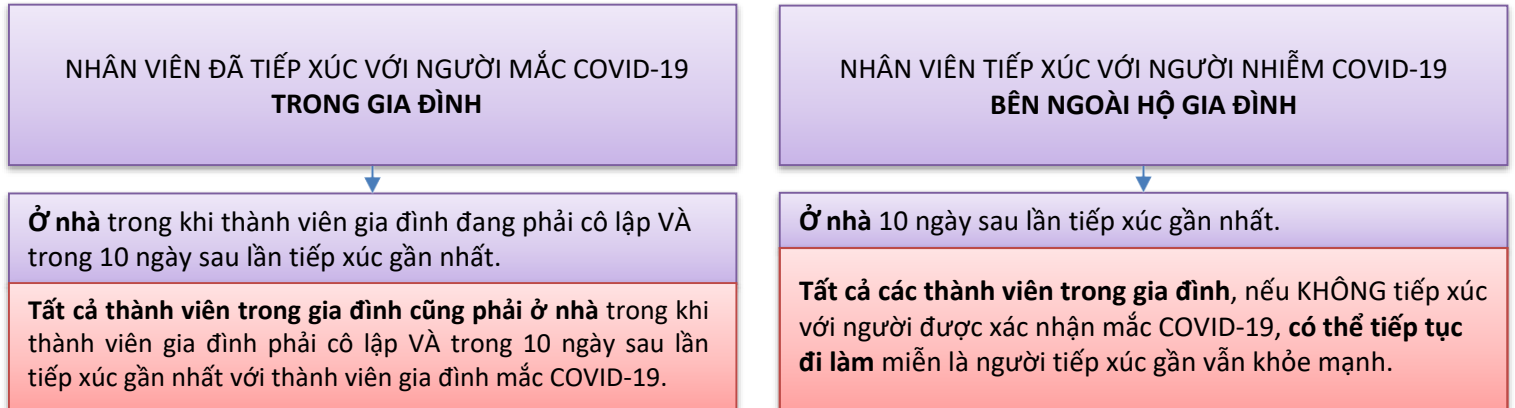 NHÂN VIÊN ĐÃ TIẾP XÚC VỚI NGƯỜI MẮC COVID-19
TRONG GIA ĐÌNH
Ở nhà trong khi thành viên gia đình đang phải cô lập VÀ
trong 10 ngày sau lần tiếp xúc gần nhất.
Tất cả thành viên trong gia đình cũng phải ở nhà trong khi
thành viên gia đình phải cô lập VÀ trong 10 ngày sau lần
tiếp xúc gần nhất với thành viên gia đình mắc COVID-19.
NHÂN VIÊN TIẾP XÚC VỚI NGƯỜI NHIỄM COVID-19
BÊN NGOÀI HỘ GIA ĐÌNH
Ở nhà 10 ngày sau lần tiếp xúc gần nhất.
Tất cả các thành viên trong gia đình, nếu KHÔNG tiếp xúc
với người được xác nhận mắc COVID-19, có thể tiếp tục
đi làm miễn là người tiếp xúc gần vẫn khỏe mạnh.